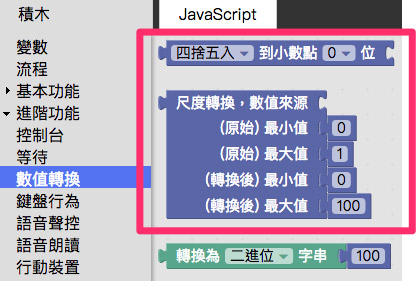 積木
JavaScript
變數
流程
基本功能
進階功能
控制台
等待
數值轉換
鍵盤行為
語音聲控
語音朗讀
行動裝置
四捨五入 到小數點 0 位
尺度轉換，數值來源
(原始) 最小值 0
(原始) 最大值 1
(轉換後) 最小值 0
(轉換後) 最大值 100
轉換為 二進位 字串 100